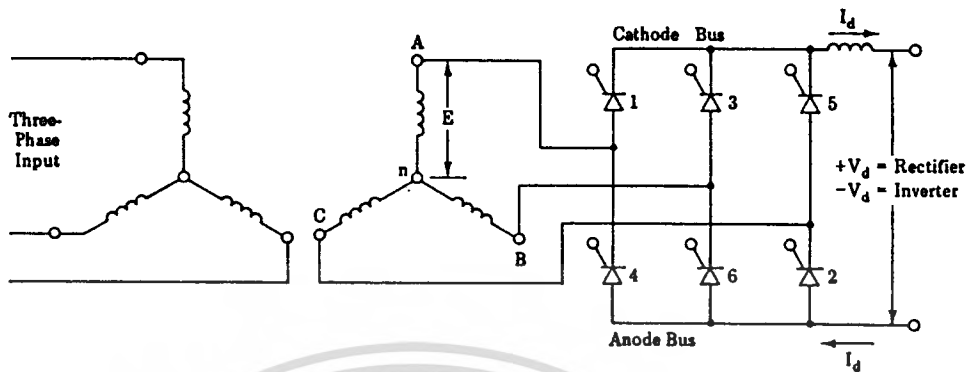 I_d
Cathode Bus
A
1
3
5
Three-
Phase
Input
E
n
+V_d = Rectifier
-V_d = Inverter
C
B
4
6
2
Anode Bus
I_d